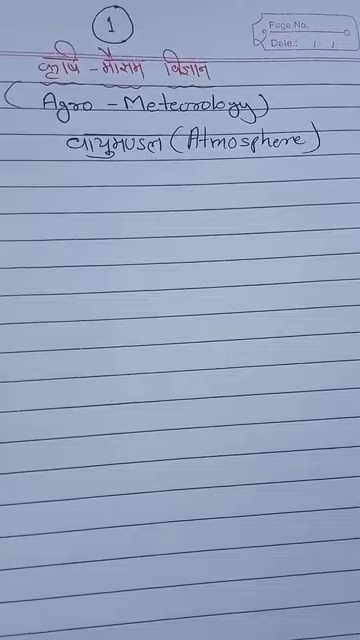 1
Page No.
Date: / /
कृषि - मौसम विज्ञान
(Agro - Meteorology)
वायुमण्डल (Atmosphere)